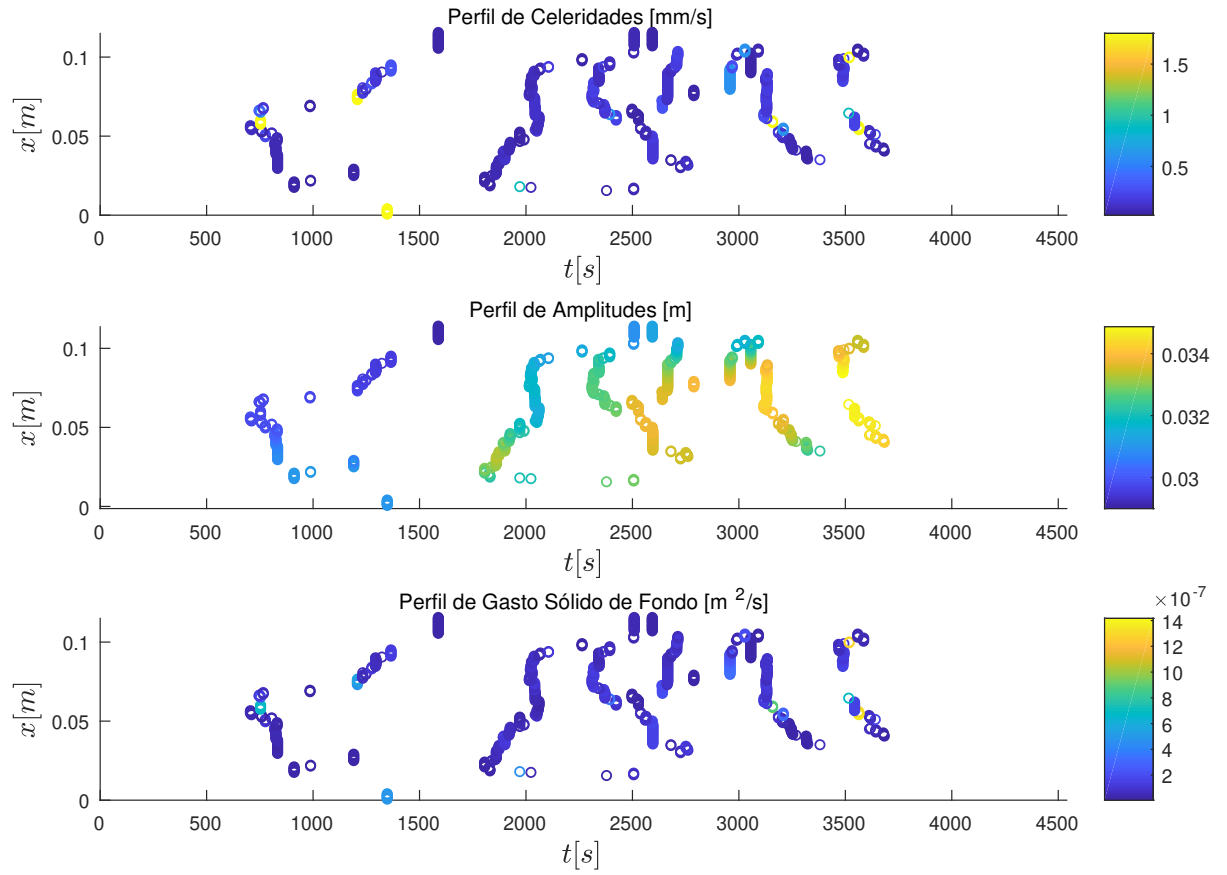 Perfil de Celeridades [mm/s]
x[m]
0.1
0.05
0
0 500 1000 1500 2000 2500 3000 3500 4000 4500
t[s]
1.5
1
0.5
Perfil de Amplitudes [m]
x[m]
0.1
0.05
0
0 500 1000 1500 2000 2500 3000 3500 4000 4500
t[s]
0.034
0.032
0.03
Perfil de Gasto Sólido de Fondo [m ²/s]
x[m]
0.1
0.05
0
0 500 1000 1500 2000 2500 3000 3500 4000 4500
t[s]
×10⁻⁷
14
12
10
8
6
4
2